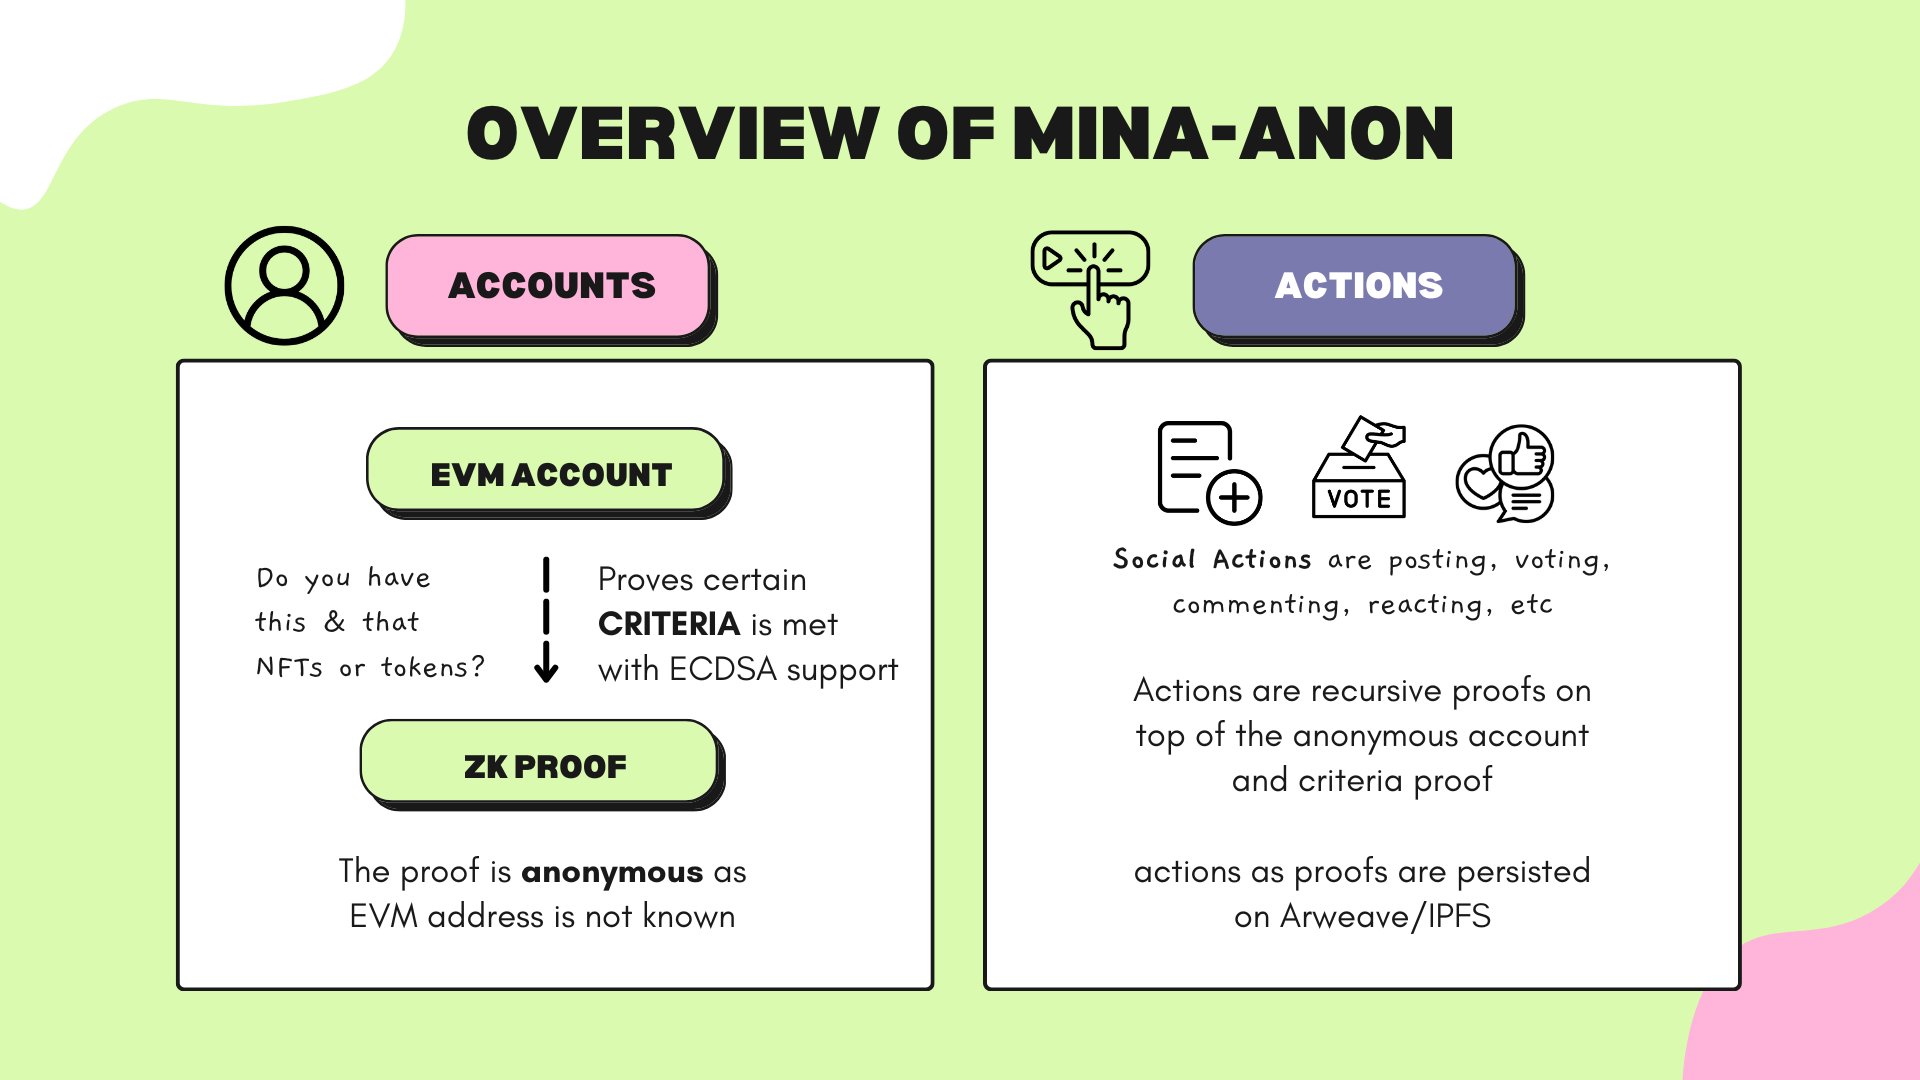 OVERVIEW OF MINA-ANON
ACCOUNTS
EVM ACCOUNT
Do you have
this & that
NFTs or tokens?
Proves certain
CRITERIA is met
with ECDSA support
ZK PROOF
The proof is anonymous as
EVM address is not known
ACTIONS
VOTE
Social Actions are posting, voting,
commenting, reacting, etc
Actions are recursive proofs on
top of the anonymous account
and criteria proof
actions as proofs are persisted
on Arweave/IPFS